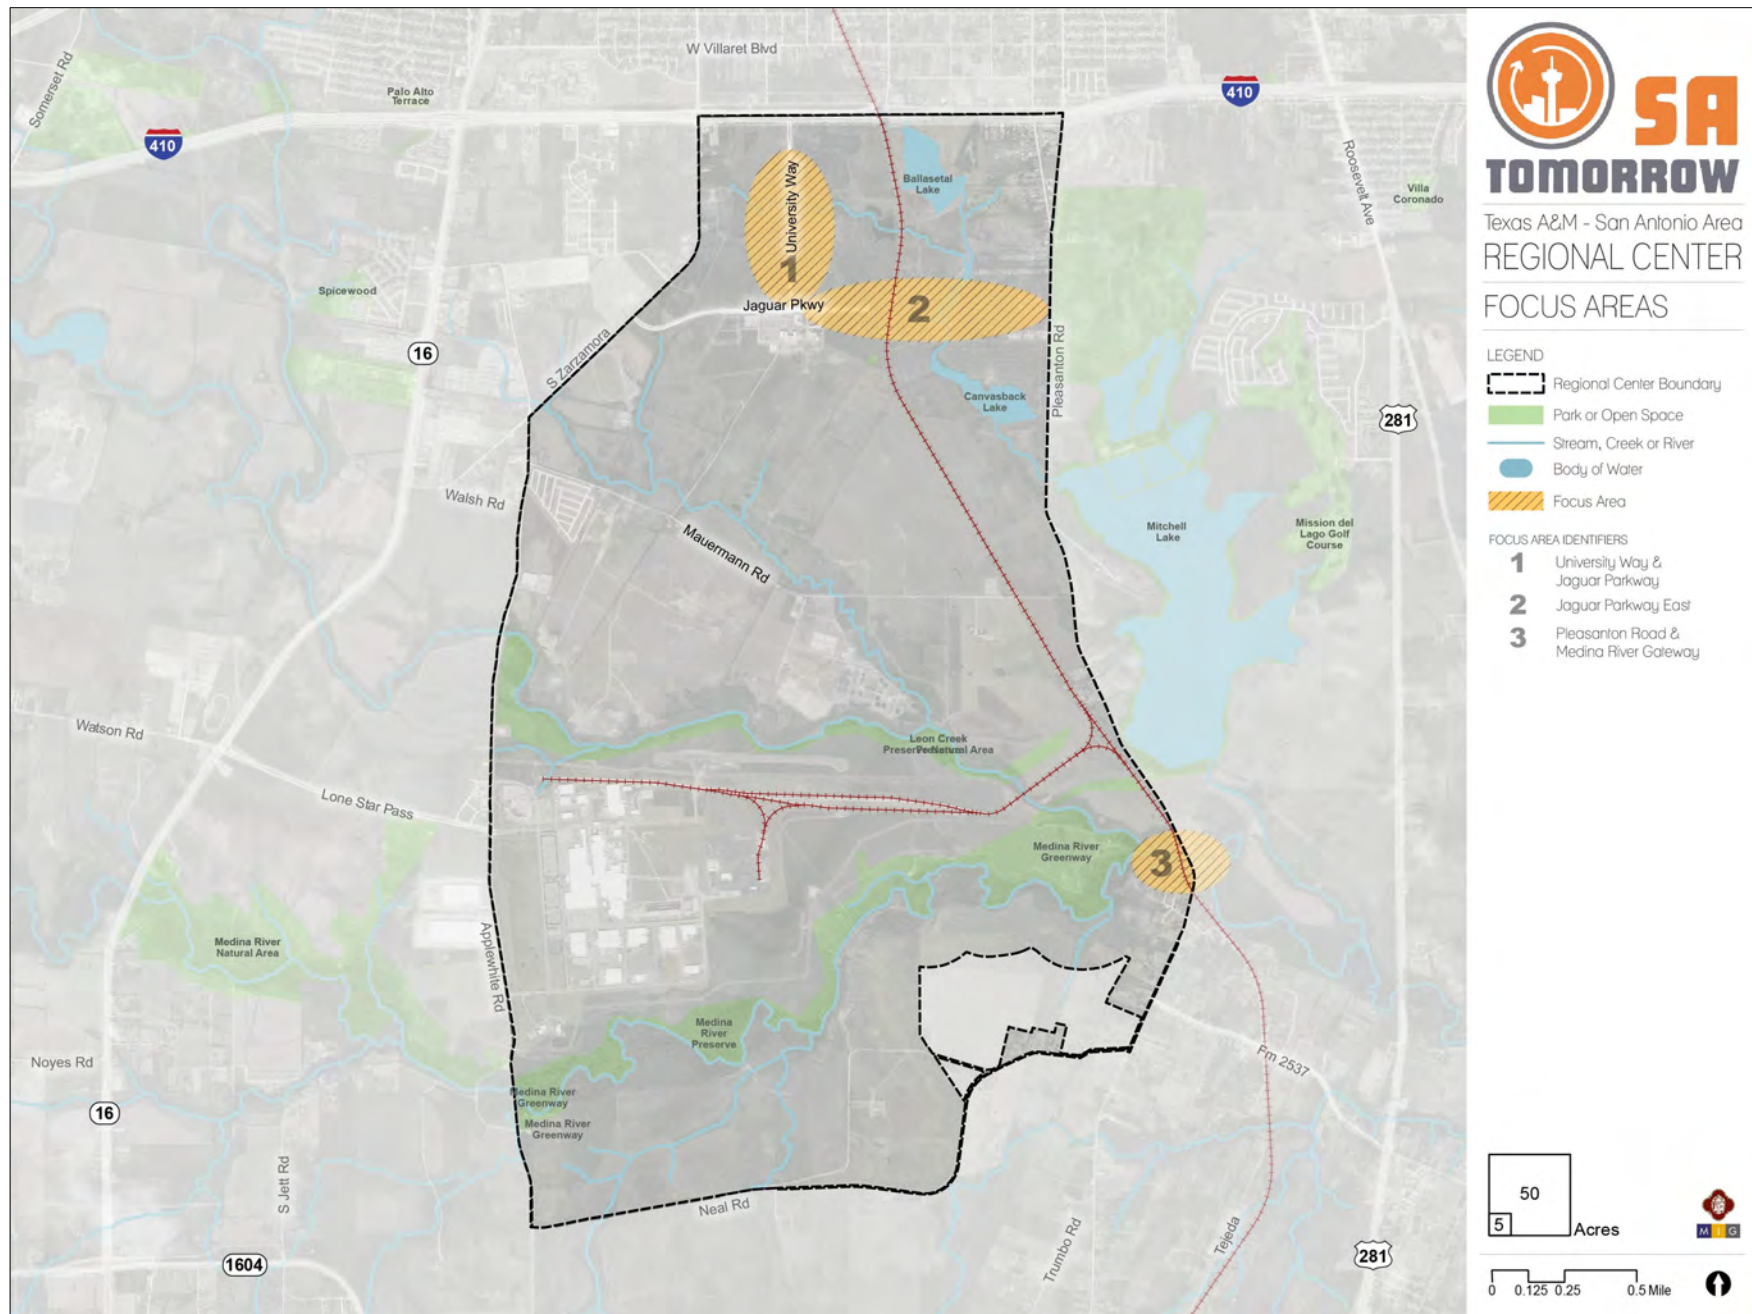 W Villaret Blvd
Somerset Rd
Palo Alto
Terrace
410
410
Roosevelt Ave
University Way
Ballasetal
Lake
Villa
Coronado
1
Spicewood
Jaguar Pkwy
2
16
S Zarzamora
Pleasanton Rd
Canvasback
Lake
281
Walsh Rd
Mauermann Rd
Mitchell
Lake
Mission del
Lago Golf
Course
Watson Rd
Leon Creek
Preserve Natural Area
Lone Star Pass
Medina River
Greenway
3
Medina River
Natural Area
Applewhite Rd
Medina
River
Preserve
Noyes Rd
Fm 2537
16
Medina River
Greenway
Medina River
Greenway
S Jett Rd
Neal Rd
Trumbo Rd
Tejeda
1604
281
SA
TOMORROW
Texas A&M - San Antonio Area
REGIONAL CENTER
FOCUS AREAS
LEGEND
Regional Center Boundary
Park or Open Space
Stream, Creek or River
Body of Water
Focus Area
FOCUS AREA IDENTIFIERS
1 University Way &
Jaguar Parkway
2 Jaguar Parkway East
3 Pleasanton Road &
Medina River Gateway
50
5
Acres
M I G
0 0.125 0.25 0.5 Mile